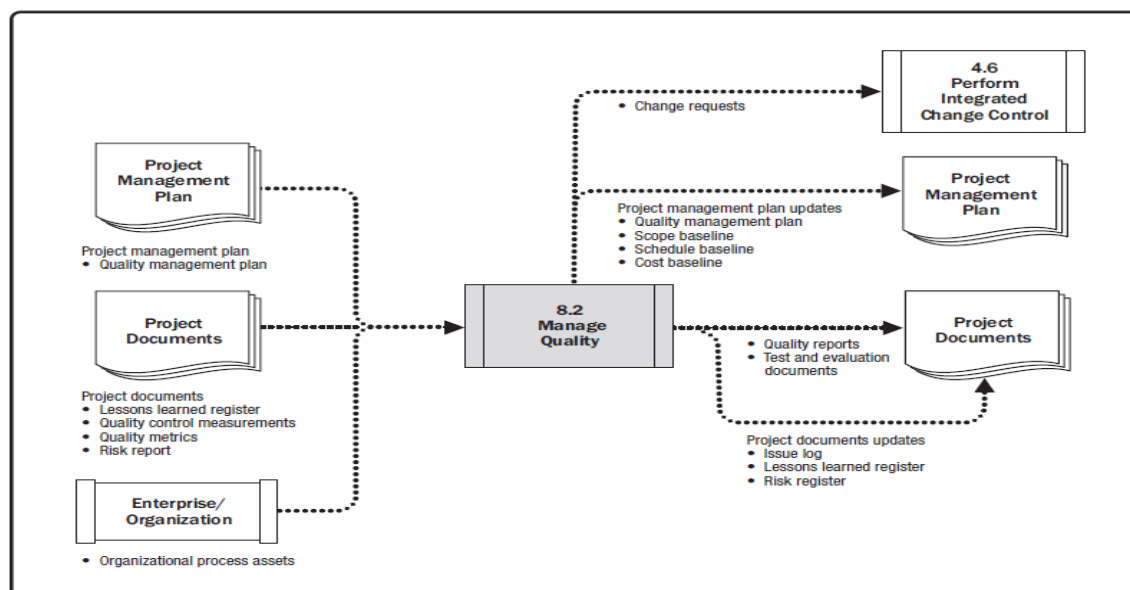 Project
Management
Plan
Project management plan
• Quality management plan
Project
Documents
Project documents
• Lessons learned register
• Quality control measurements
• Quality metrics
• Risk report
Enterprise/
Organization
• Organizational process assets
8.2
Manage
Quality
• Change requests
4.6
Perform
Integrated
Change Control
Project management plan updates
• Quality management plan
• Scope baseline
• Schedule baseline
• Cost baseline
Project
Management
Plan
• Quality reports
• Test and evaluation
documents
Project
Documents
Project documents updates
• Issue log
• Lessons learned register
• Risk register